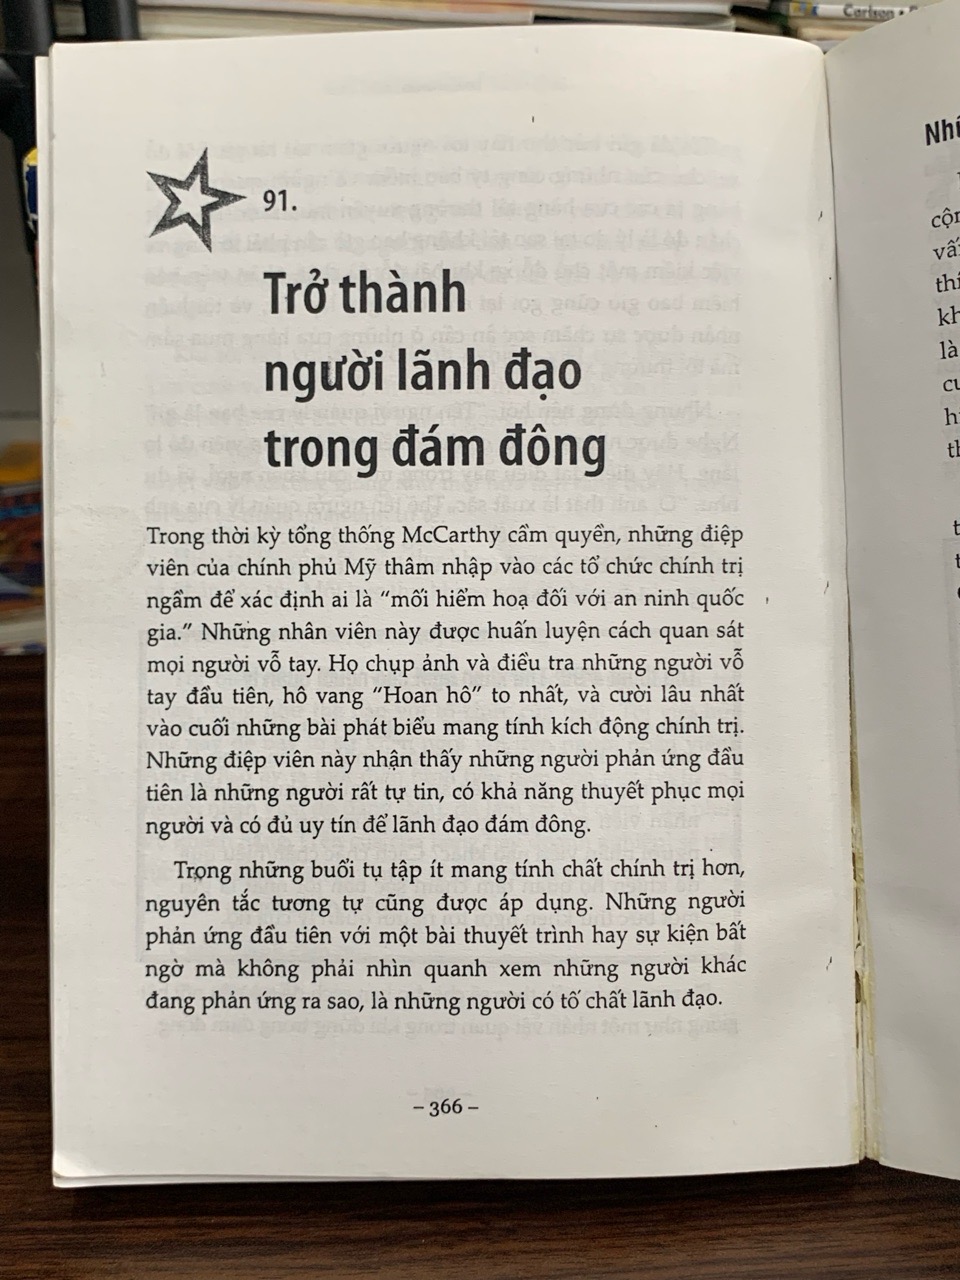 Carlson
91.
Trở thành
người lãnh đạo
trong đám đông
Trong thời kỳ tổng thống McCarthy cầm quyền, những điệp
viên của chính phủ Mỹ thâm nhập vào các tổ chức chính trị
ngầm để xác định ai là “mối hiểm hoạ đối với an ninh quốc
gia.” Những nhân viên này được huấn luyện cách quan sát
mọi người vỗ tay. Họ chụp ảnh và điều tra những người vỗ
tay đầu tiên, hô vang “Hoan hô” to nhất, và cười lâu nhất
vào cuối những bài phát biểu mang tính kích động chính trị.
Những điệp viên này nhận thấy những người phản ứng đầu
tiên là những người rất tự tin, có khả năng thuyết phục mọi
người và có đủ uy tín để lãnh đạo đám đông.
Trong những buổi tụ tập ít mang tính chất chính trị hơn,
nguyên tắc tương tự cũng được áp dụng. Những người
phản ứng đầu tiên với một bài thuyết trình hay sự kiện bất
ngờ mà không phải nhìn quanh xem những người khác
đang phản ứng ra sao, là những người có tố chất lãnh đạo.
– 366 –